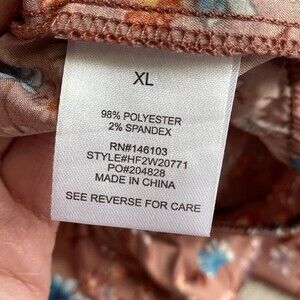 XL
98% POLYESTER
2% SPANDEX
RN#146103
STYLE#HF2W20771
PO#204828
MADE IN CHINA
SEE REVERSE FOR CARE